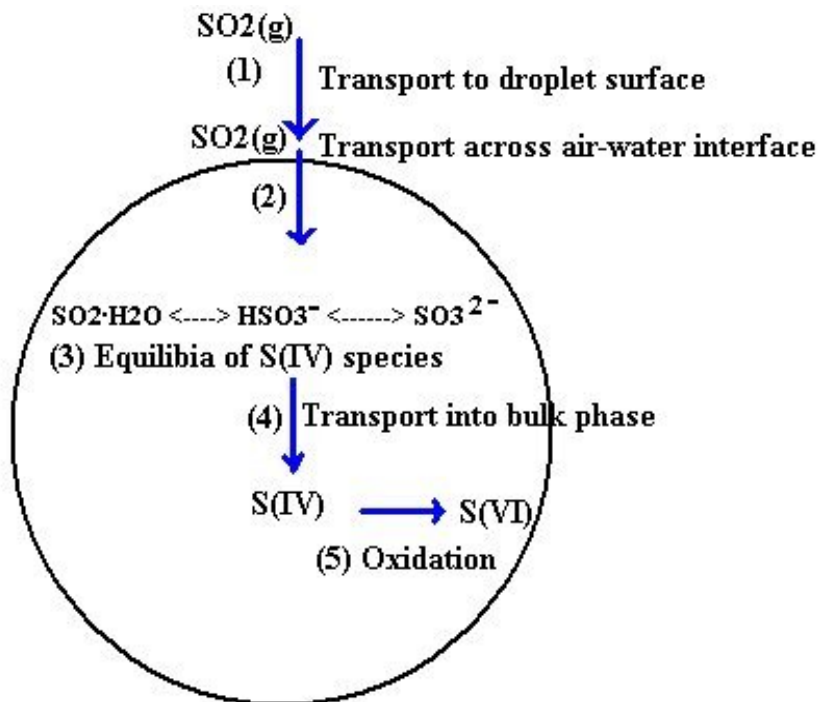 SO2(g)
(1)
Transport to droplet surface
SO2(g)
Transport across air-water interface
(2)
SO2·H2O <----> HSO3⁻ <------> SO3²⁻
(3) Equilibia of S(IV) species
(4) Transport into bulk phase
S(IV)
S(VI)
(5) Oxidation